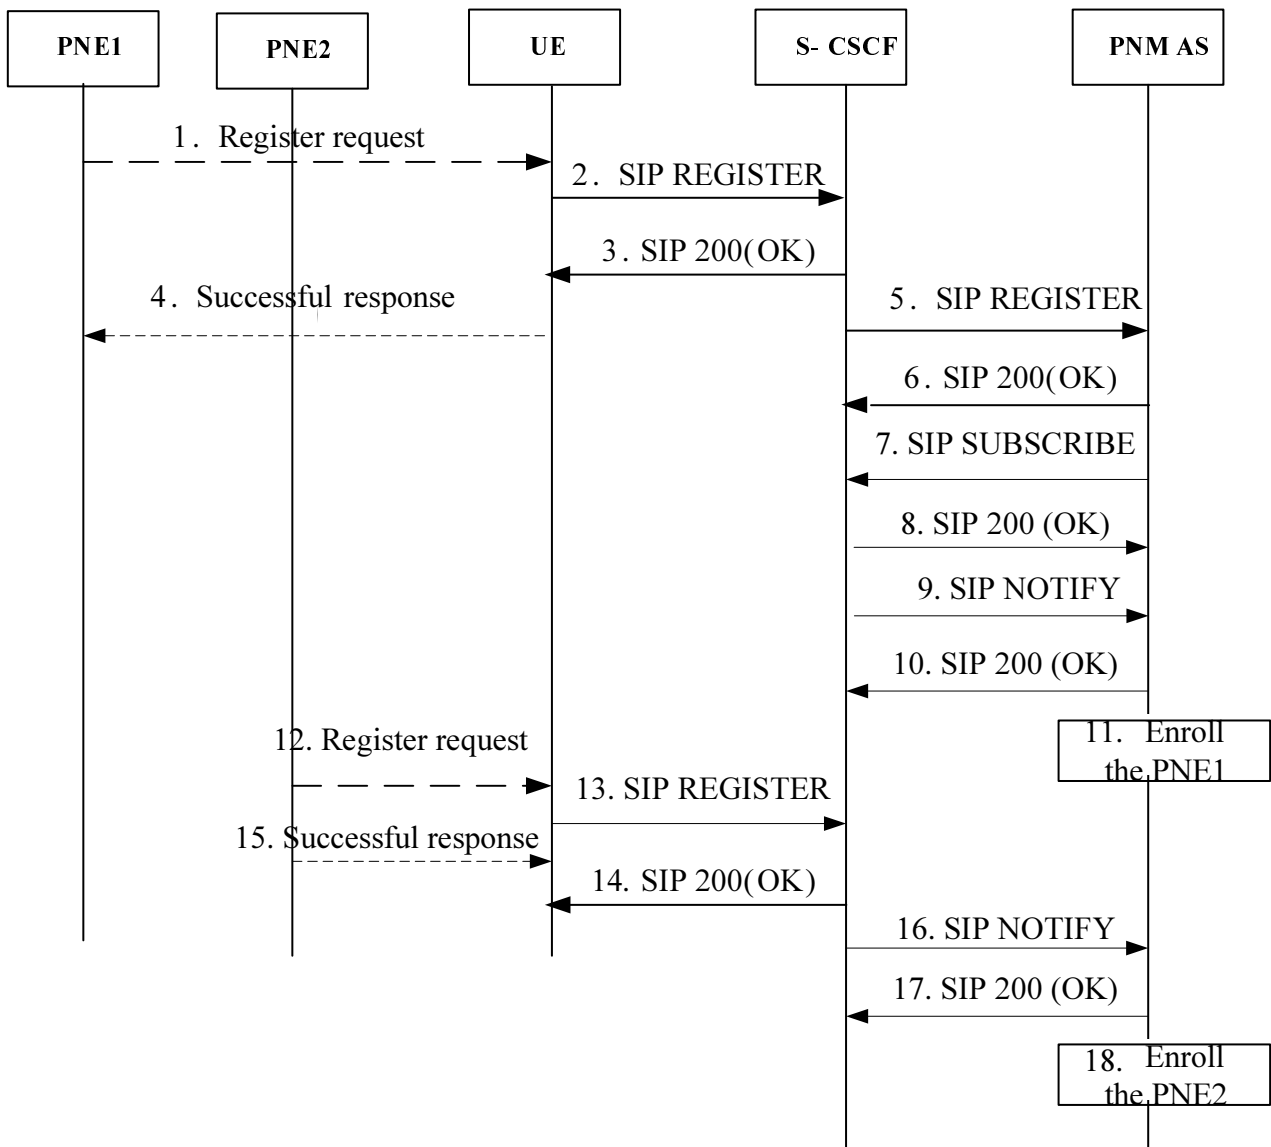 PNE1
PNE2
UE
S- CSCF
PNM AS
1. Register request
2. SIP REGISTER
3. SIP 200(OK)
4. Successful response
5. SIP REGISTER
6. SIP 200(OK)
7. SIP SUBSCRIBE
8. SIP 200 (OK)
9. SIP NOTIFY
10. SIP 200 (OK)
11. Enroll
the PNE1
12. Register request
13. SIP REGISTER
15. Successful response
14. SIP 200(OK)
16. SIP NOTIFY
17. SIP 200 (OK)
18. Enroll
the PNE2